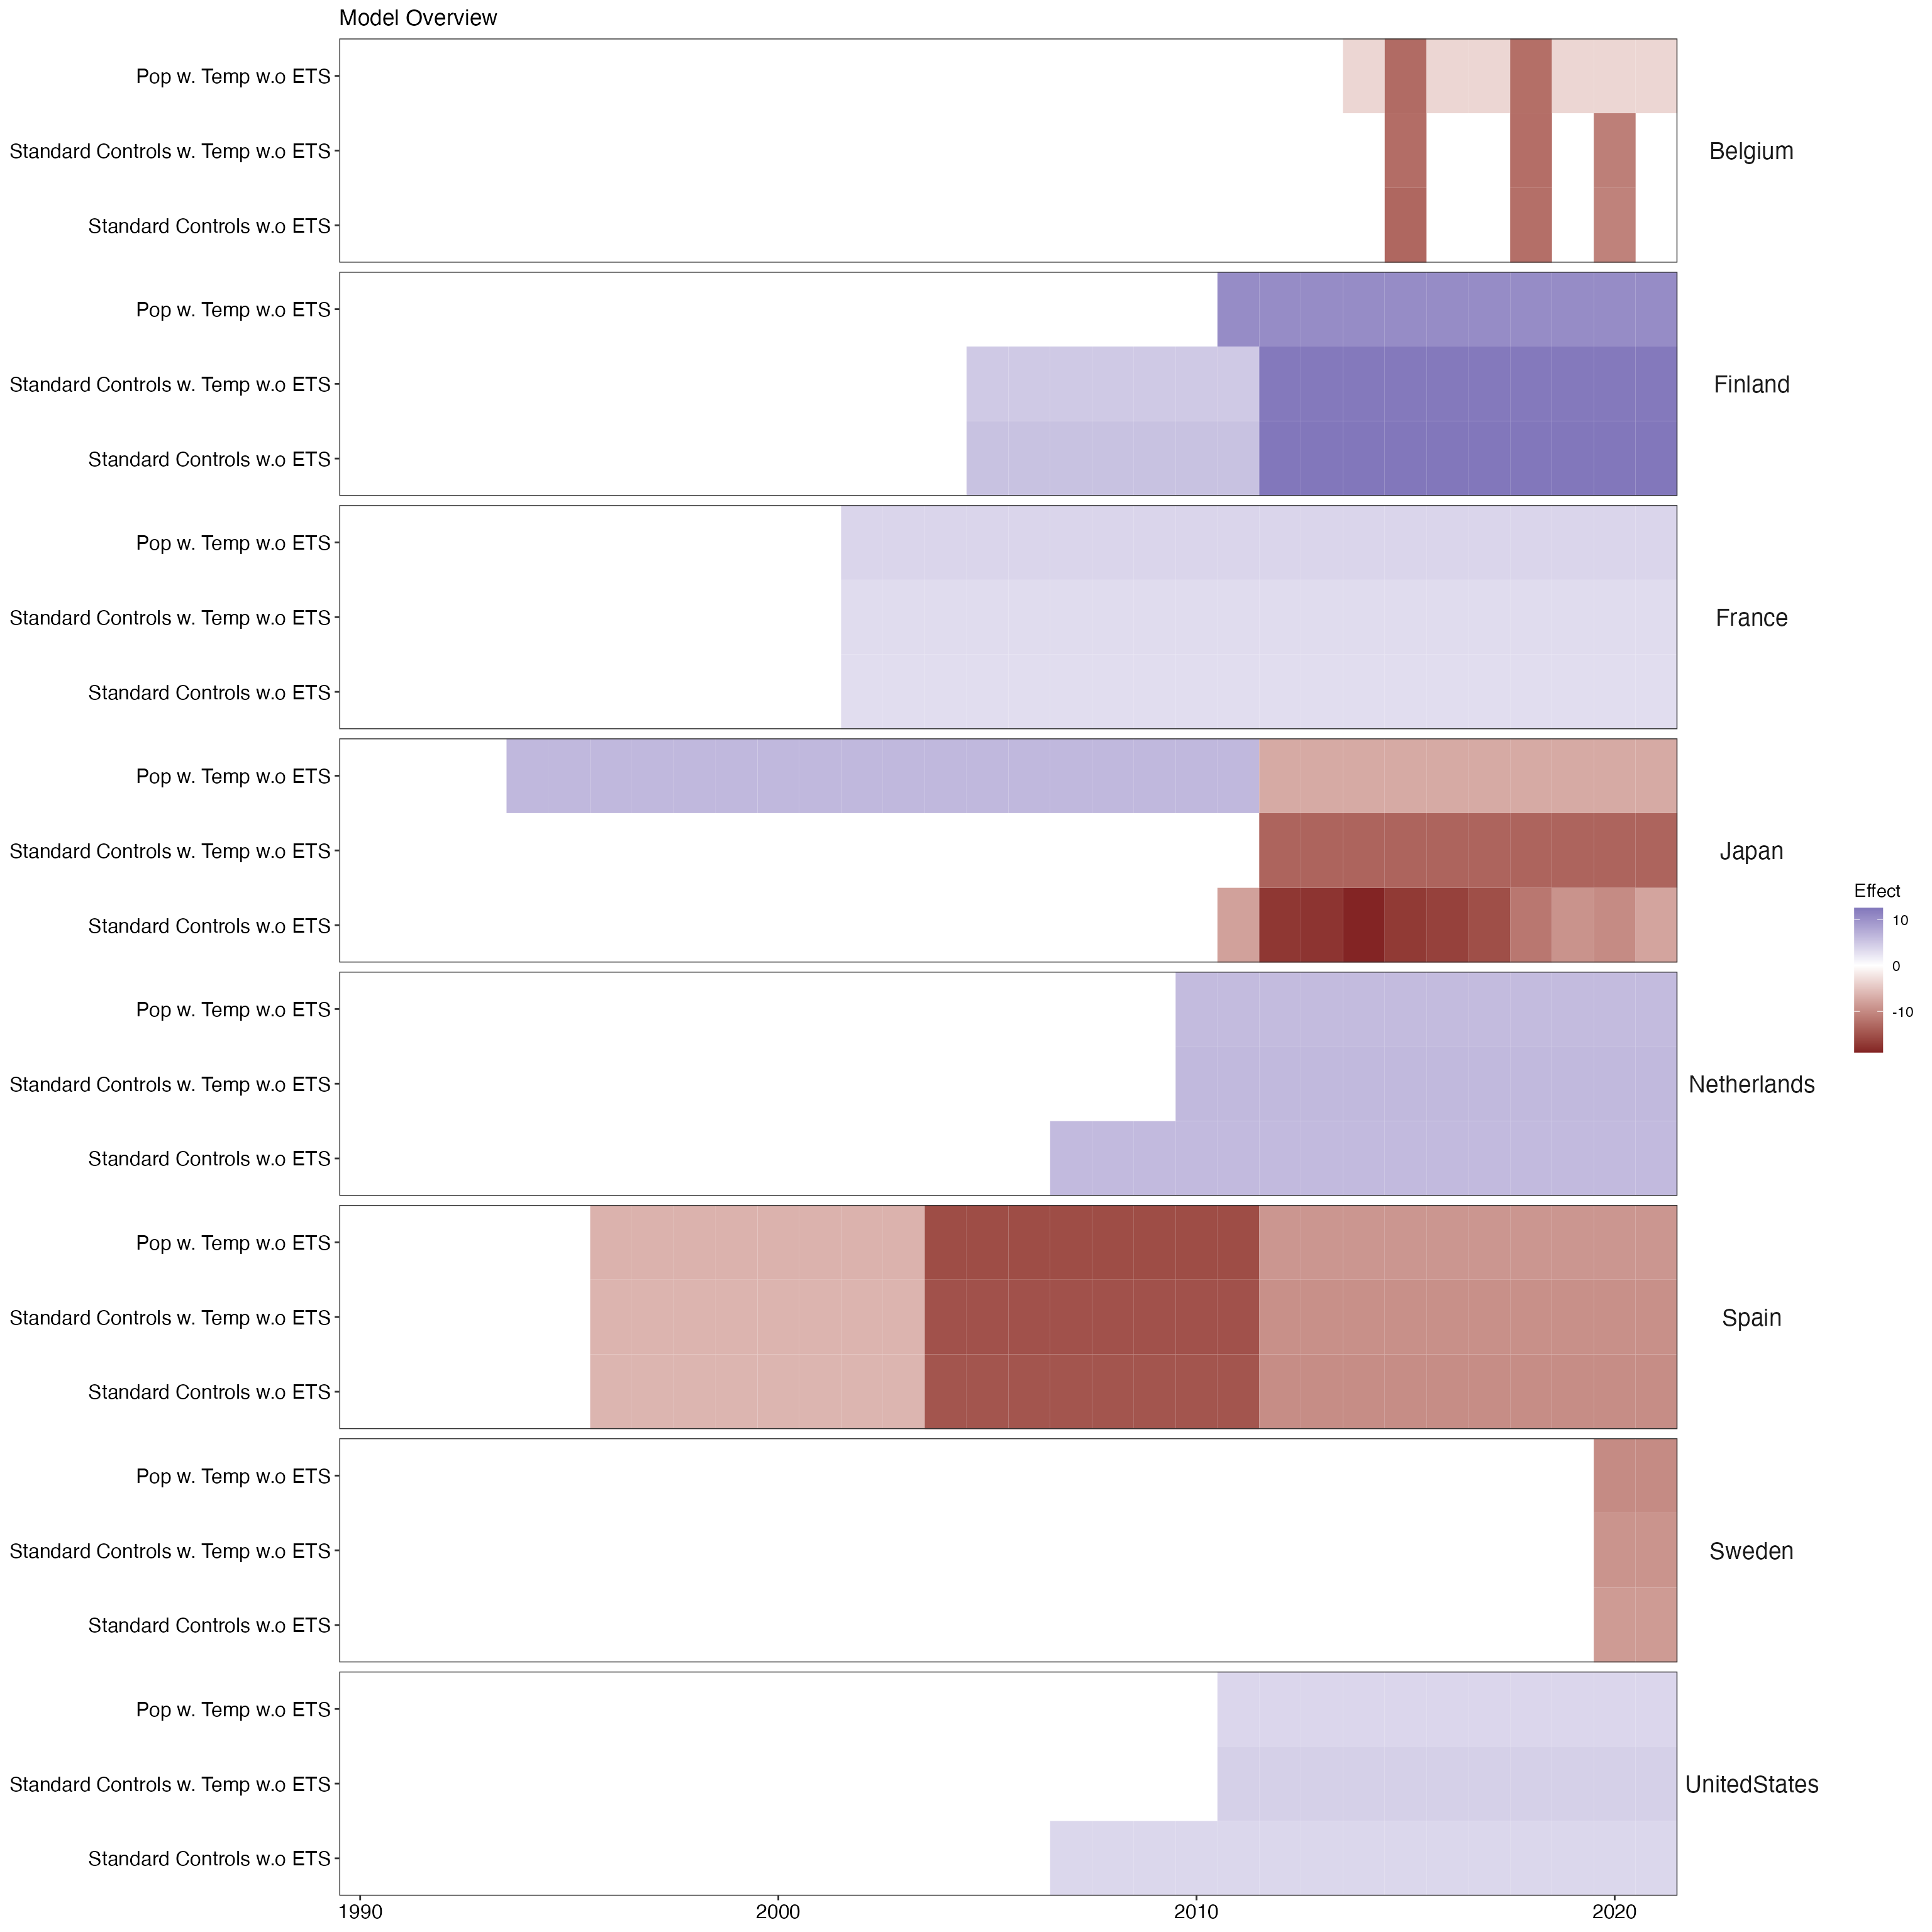 Model Overview
Pop w. Temp w.o ETS
Standard Controls w. Temp w.o ETS
Standard Controls w.o ETS
Belgium
Pop w. Temp w.o ETS
Standard Controls w. Temp w.o ETS
Standard Controls w.o ETS
Finland
Pop w. Temp w.o ETS
Standard Controls w. Temp w.o ETS
Standard Controls w.o ETS
France
Pop w. Temp w.o ETS
Standard Controls w. Temp w.o ETS
Standard Controls w.o ETS
Japan
Pop w. Temp w.o ETS
Standard Controls w. Temp w.o ETS
Standard Controls w.o ETS
Netherlands
Pop w. Temp w.o ETS
Standard Controls w. Temp w.o ETS
Standard Controls w.o ETS
Spain
Pop w. Temp w.o ETS
Standard Controls w. Temp w.o ETS
Standard Controls w.o ETS
Sweden
Pop w. Temp w.o ETS
Standard Controls w. Temp w.o ETS
Standard Controls w.o ETS
UnitedStates
1990 2000 2010 2020
Effect
10
0
-10